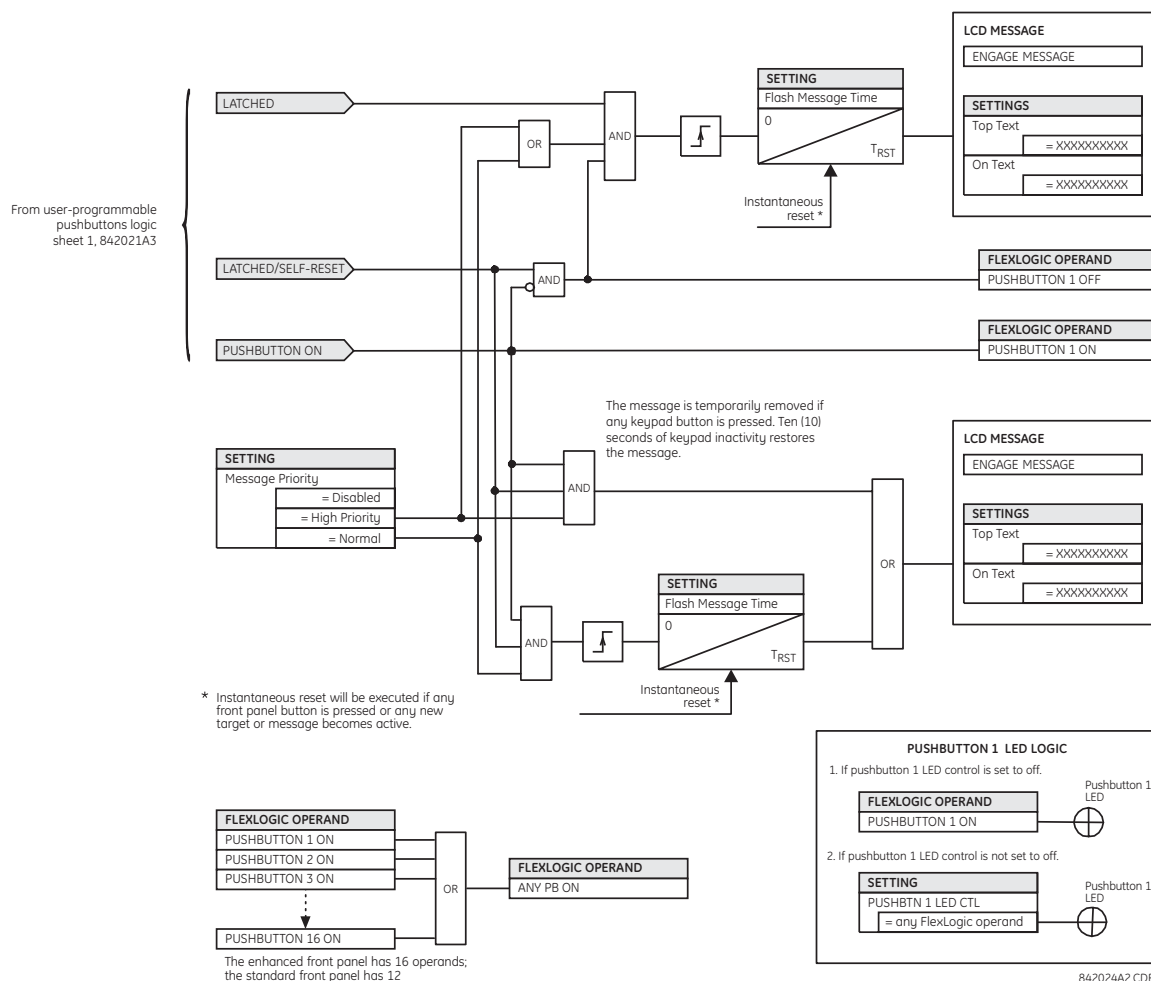 LCD MESSAGE
ENGAGE MESSAGE
SETTING
Flash Message Time
0
TRST
SETTINGS
Top Text
= XXXXXXXXXX
On Text
= XXXXXXXXXX
LATCHED
OR
AND
Instantaneous
reset *
From user-programmable
pushbuttons logic
sheet 1, 842021A3
LATCHED/SELF-RESET
AND
FLEXLOGIC OPERAND
PUSHBUTTON 1 OFF
PUSHBUTTON ON
FLEXLOGIC OPERAND
PUSHBUTTON 1 ON
The message is temporarily removed if
any keypad button is pressed. Ten (10)
seconds of keypad inactivity restores
the message.
SETTING
Message Priority
= Disabled
= High Priority
= Normal
AND
OR
LCD MESSAGE
ENGAGE MESSAGE
SETTINGS
Top Text
= XXXXXXXXXX
On Text
= XXXXXXXXXX
SETTING
Flash Message Time
0
TRST
AND
Instantaneous
reset *
* Instantaneous reset will be executed if any
front panel button is pressed or any new
target or message becomes active.
PUSHBUTTON 1 LED LOGIC
1. If pushbutton 1 LED control is set to off.
Pushbutton 1
LED
FLEXLOGIC OPERAND
PUSHBUTTON 1 ON
2. If pushbutton 1 LED control is not set to off.
SETTING
PUSHBTN 1 LED CTL
= any FlexLogic operand
Pushbutton 1
LED
FLEXLOGIC OPERAND
PUSHBUTTON 1 ON
PUSHBUTTON 2 ON
PUSHBUTTON 3 ON
PUSHBUTTON 16 ON
OR
FLEXLOGIC OPERAND
ANY PB ON
The enhanced front panel has 16 operands;
the standard front panel has 12
842024A2.CDR